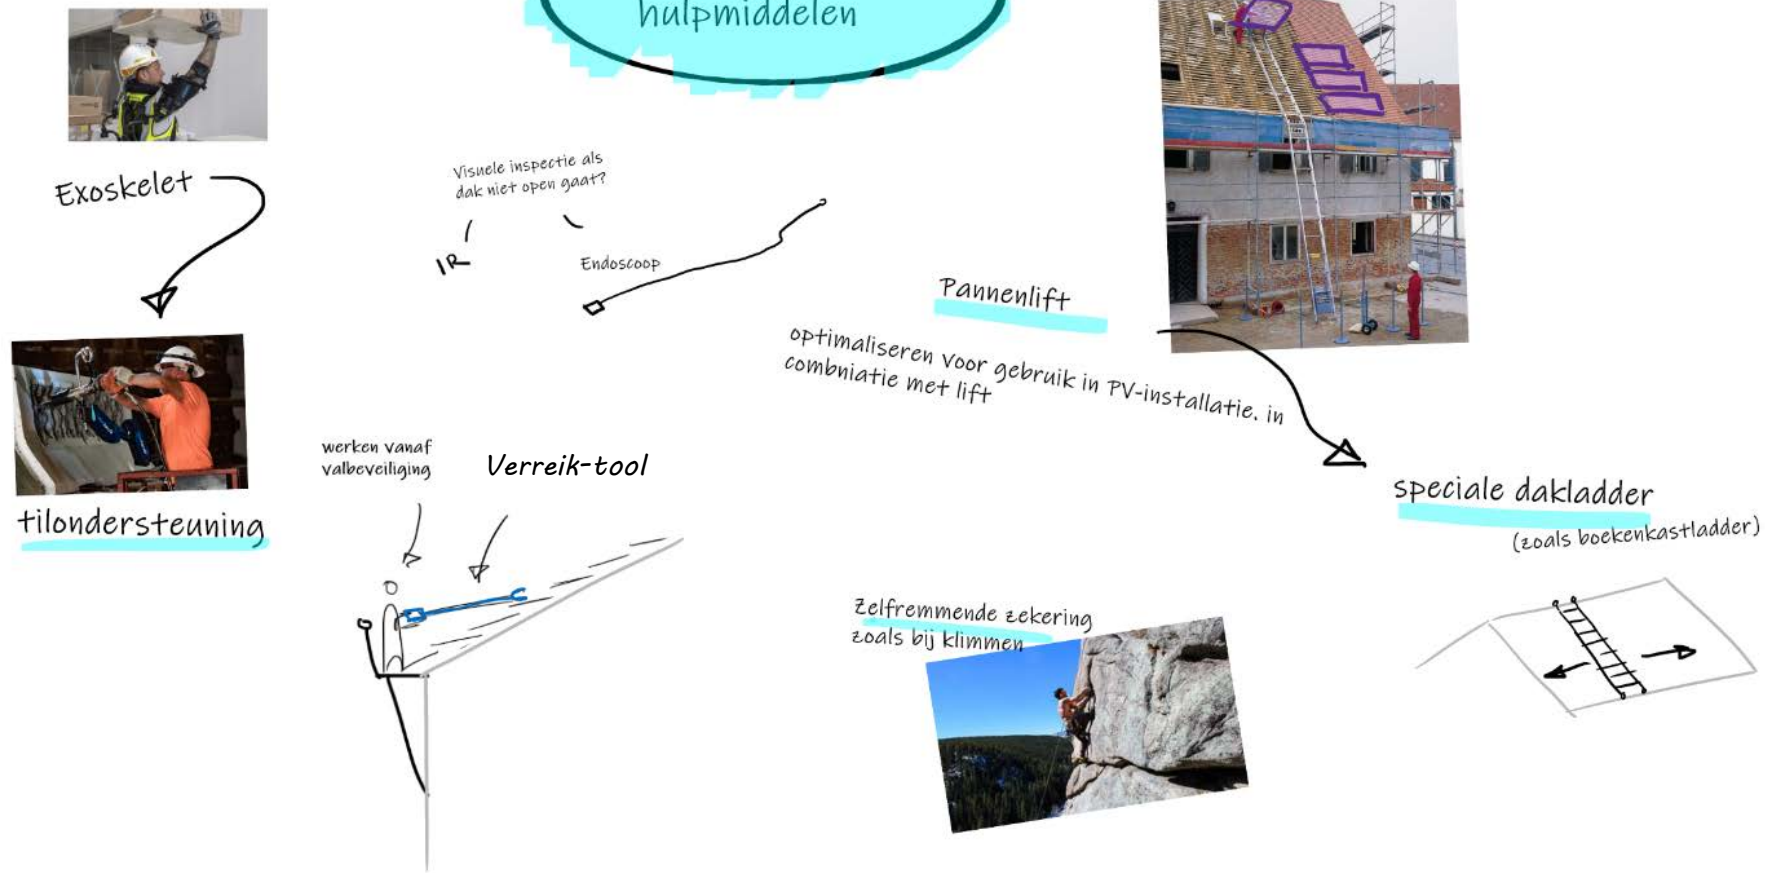 hulpmiddelen
Exoskelet
tilondersteuning
Visuele inspectie als
dak niet open gaat?
IR
Endoscoop
Pannenlift
optimaliseren voor gebruik in PV-installatie. in
combniatie met lift
speciale dakladder
(zoals boekenkastladder)
werken vanaf
valbeveiliging
Verreik-tool
Zelfremmende zekering
zoals bij klimmen